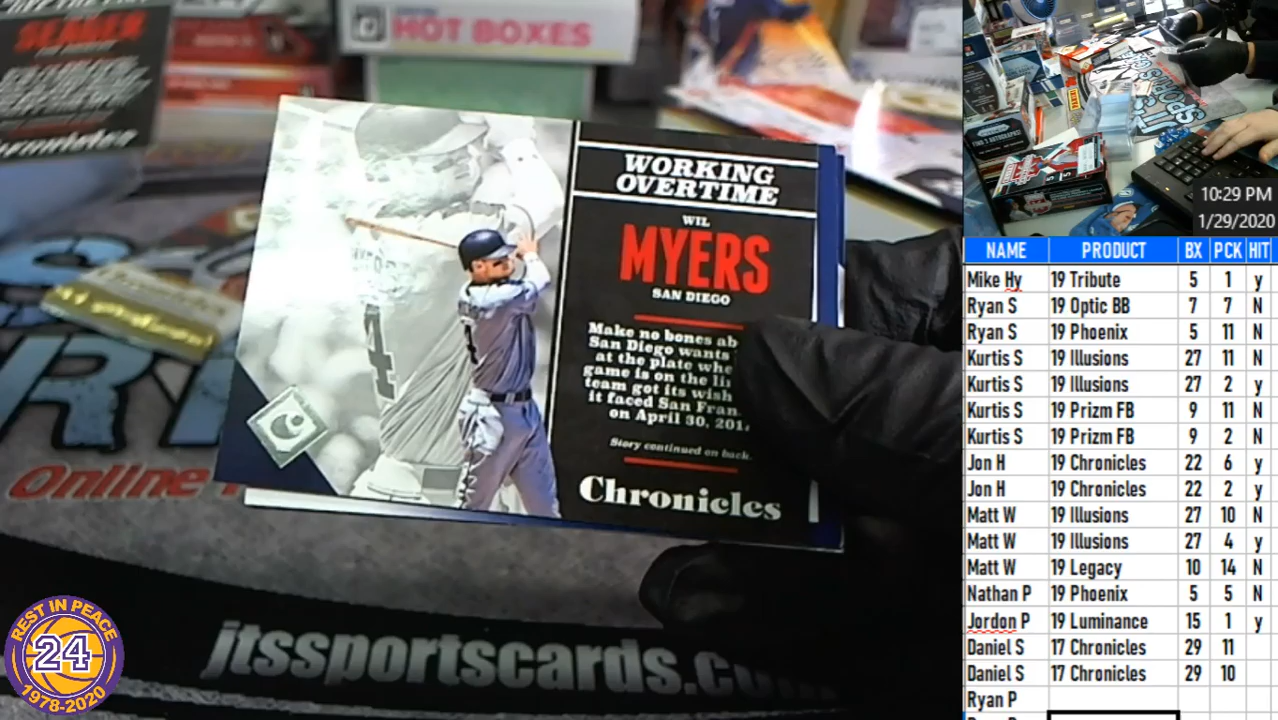 SEAVER
HOT BOXES
WORKING
OVERTIME
WIL
MYERS
SAN DIEGO
Make no bones ab
San Diego wants
at the plate whe
game is on the li
team got its wish
it faced San Fran
on April 30, 201
Story continued on back.
Chronicles
4
Online
jtssportscards.co
REST IN PEACE
24
1978-2020
JTS
SPORTS CA
10:29 PM
1/29/2020
NAME PRODUCT BX PCK HIT
Mike Hy 19 Tribute 5 1 y
Ryan S 19 Optic BB 7 7 N
Ryan S 19 Phoenix 5 11 N
Kurtis S 19 Illusions 27 11 N
Kurtis S 19 Illusions 27 2 y
Kurtis S 19 Prizm FB 9 11 N
Kurtis S 19 Prizm FB 9 2 N
Jon H 19 Chronicles 22 6 y
Jon H 19 Chronicles 22 2 y
Matt W 19 Illusions 27 10 N
Matt W 19 Illusions 27 4 y
Matt W 19 Legacy 10 14 N
Nathan P 19 Phoenix 5 5 N
Jordon P 19 Luminance 15 1 y
Daniel S 17 Chronicles 29 11
Daniel S 17 Chronicles 29 10
Ryan P